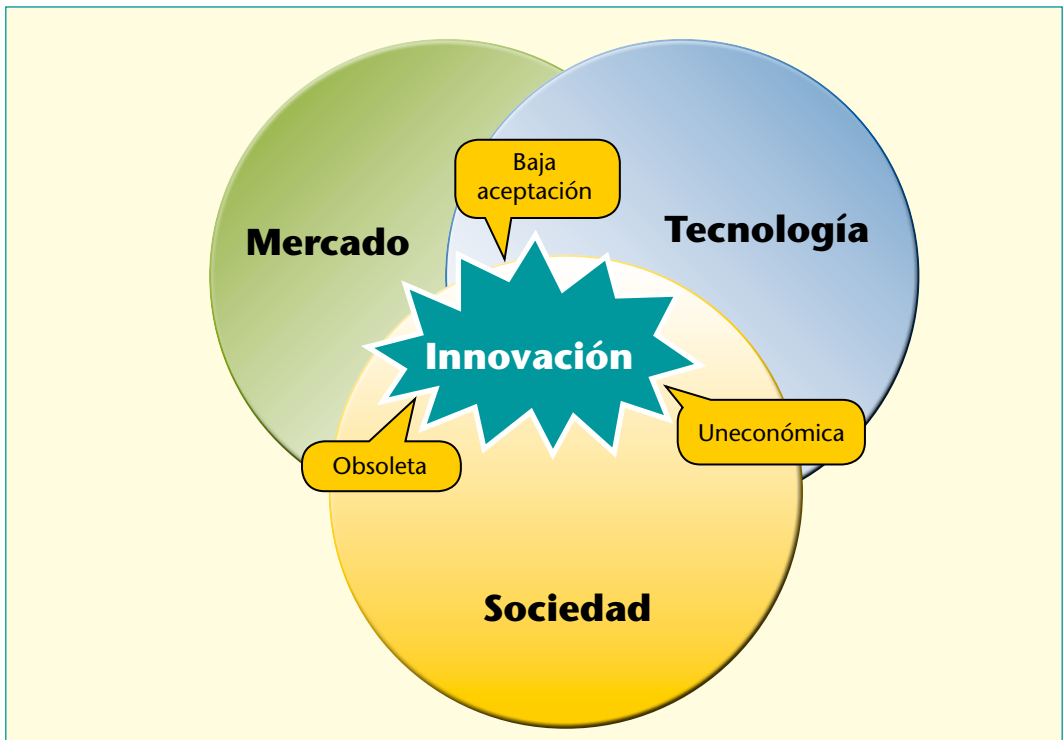 Baja
aceptación
Mercado
Tecnología
Innovación
Obsoleta
Uneconómica
Sociedad